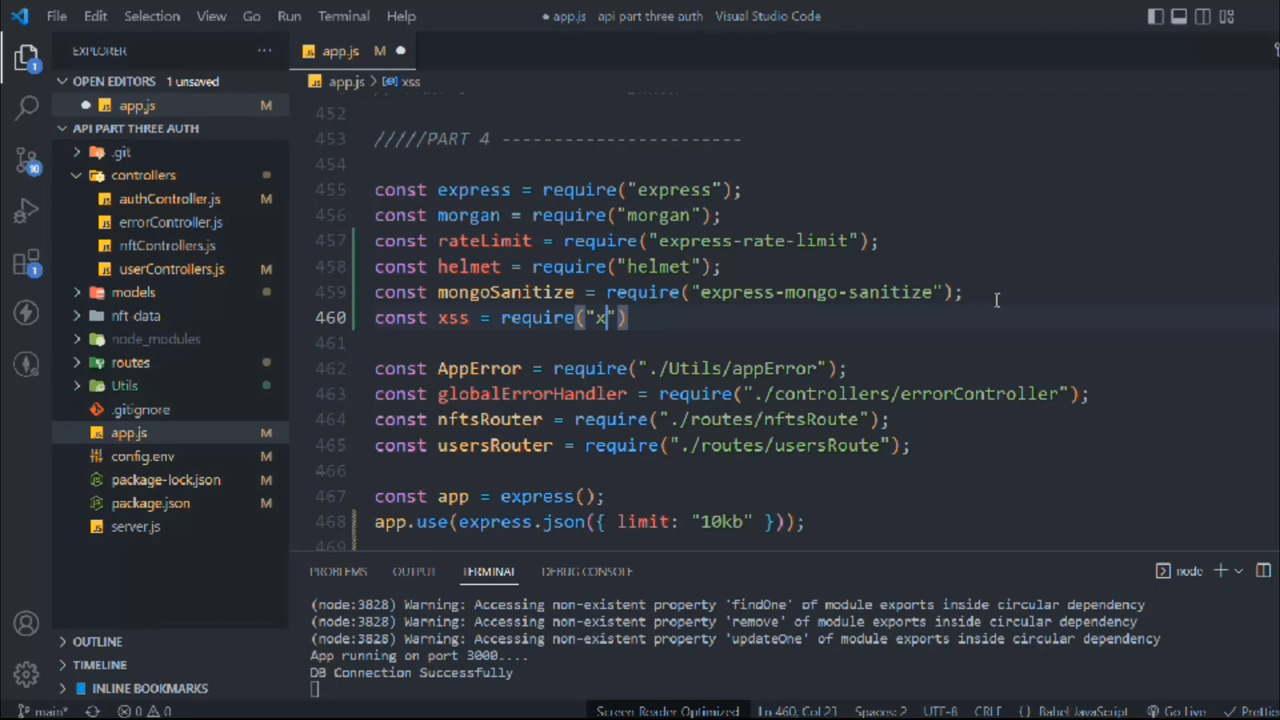 File Edit Selection View Go Run Terminal Help
● app.js api part three auth Visual Studio Code
EXPLORER ...
OPEN EDITORS 1 unsaved
● app.js M
API PART THREE AUTH
.git
controllers
authController.js M
errorController.js
nftControllers.js
userControllers.js M
models
nft-data
node_modules
routes
Utils
.gitignore
app.js M
config.env M
package-lock.json M
package.json M
server.js
OUTLINE
TIMELINE
INLINE BOOKMARKS
app.js M ●
app.js > xss
452
453 /////PART 4 -----------------------
454
455 const express = require("express");
456 const morgan = require("morgan");
457 const rateLimit = require("express-rate-limit");
458 const helmet = require("helmet");
459 const mongoSanitize = require("express-mongo-sanitize");
460 const xss = require("x")
461
462 const AppError = require("./Utils/appError");
463 const globalErrorHandler = require("./controllers/errorController");
464 const nftsRouter = require("./routes/nftsRoute");
465 const usersRouter = require("./routes/usersRoute");
466
467 const app = express();
468 app.use(express.json({ limit: "10kb" }));
469
PROBLEMS OUTPUT TERMINAL DEBUG CONSOLE
node
(node:3828) Warning: Accessing non-existent property 'findOne' of module exports inside circular dependency
(node:3828) Warning: Accessing non-existent property 'remove' of module exports inside circular dependency
(node:3828) Warning: Accessing non-existent property 'updateOne' of module exports inside circular dependency
App running on port 3000....
DB Connection Successfully
main* 0 0 Screen Reader Optimized Ln 460, Col 23 Spaces: 2 UTF-8 CRLF {} Babel JavaScript Go Live